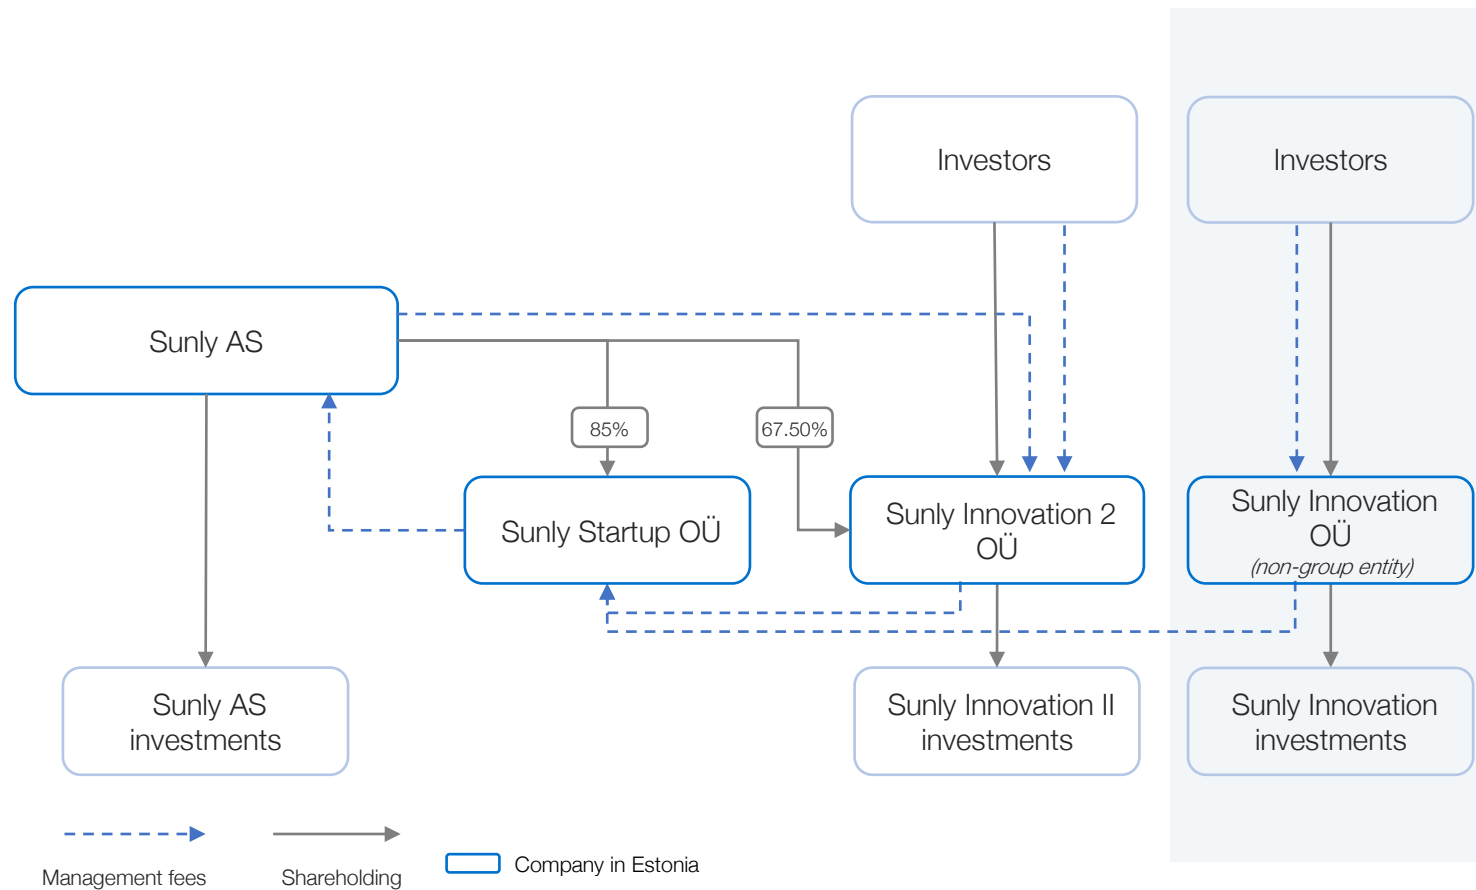 Investors
Investors
Sunly AS
85%
67.50%
Sunly Startup OÜ
Sunly Innovation 2
OÜ
Sunly Innovation
OÜ
(non-group entity)
Sunly AS
investments
Sunly Innovation II
investments
Sunly Innovation
investments
Management fees
Shareholding
Company in Estonia